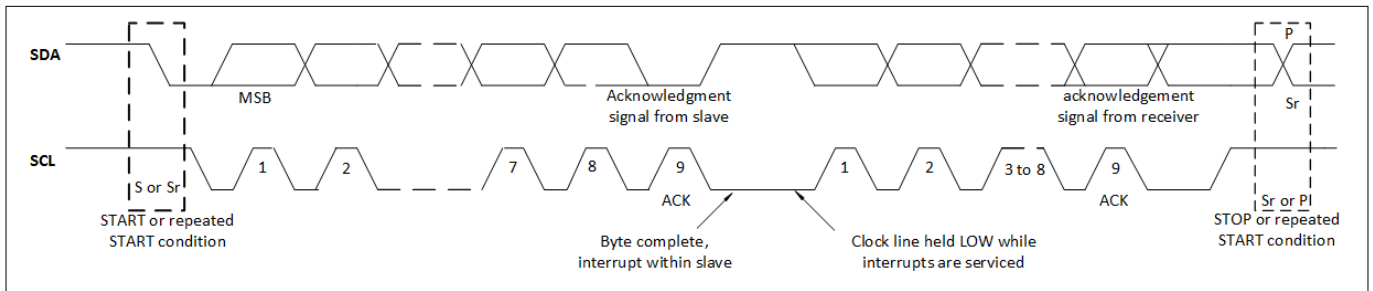 P
SDA
MSB
Acknowledgment
signal from slave
acknowledgement
signal from receiver
Sr
SCL
1
2
7
8
9
1
2
3 to 8
9
S or Sr
ACK
ACK
Sr or P
START or repeated
START condition
Byte complete,
interrupt within slave
Clock line held LOW while
interrupts are serviced
STOP or repeated
START condition